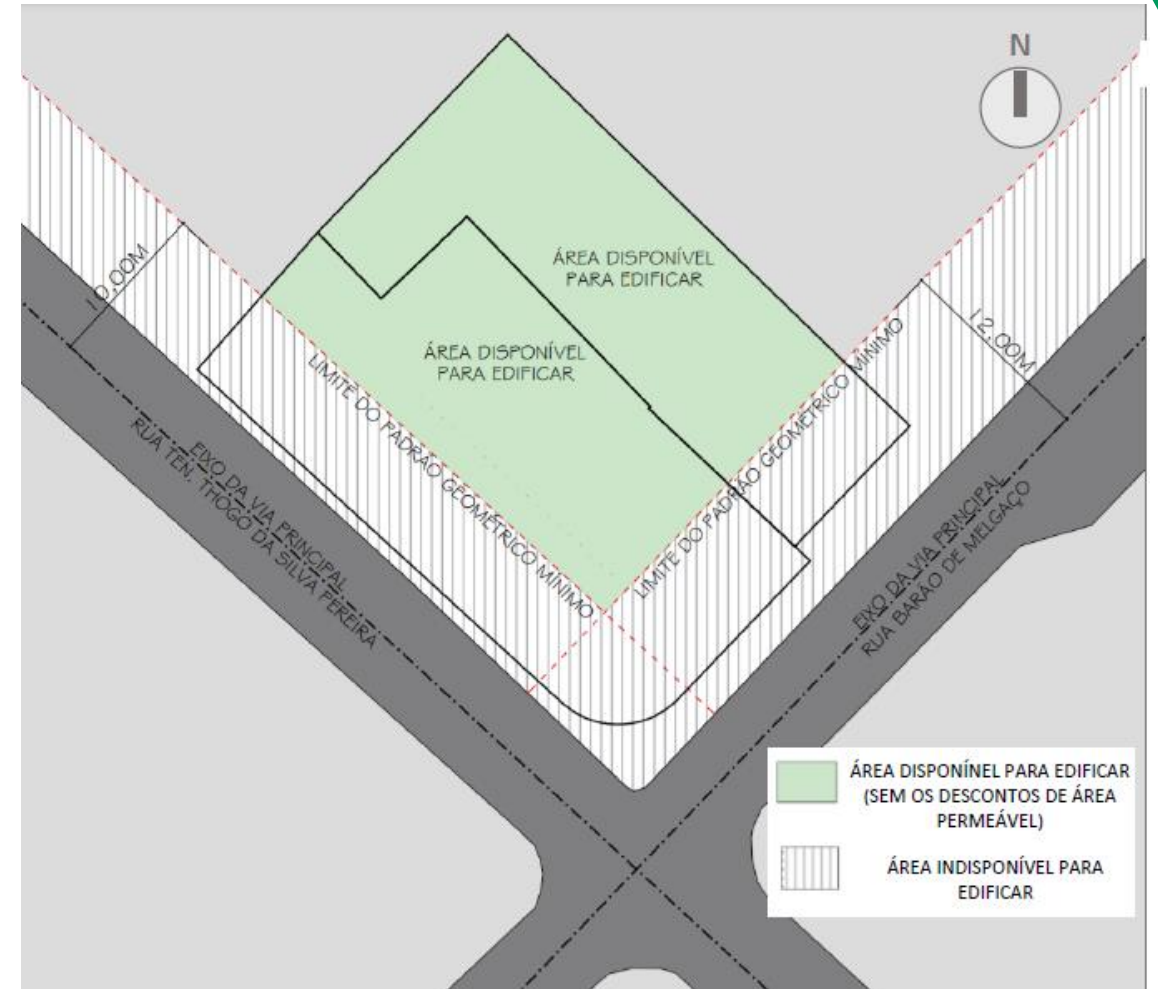 N
ÁREA DISPONÍVEL
PARA EDIFICAR
ÁREA DISPONÍVEL
PARA EDIFICAR
10,00M
12,00M
LIMITE DO PADRÃO GEOMÉTRICO MÍNIMO
LIMITE DO PADRÃO GEOMÉTRICO MÍNIMO
EIXO DA VIA PRINCIPAL
RUA TEN. THOGO DA SILVA PEREIRA
EIXO DA VIA PRINCIPAL
RUA BARÃO DE MELGAÇO
ÁREA DISPONÍNEL PARA EDIFICAR
(SEM OS DESCONTOS DE ÁREA
PERMEÁVEL)
ÁREA INDISPONÍVEL PARA
EDIFICAR